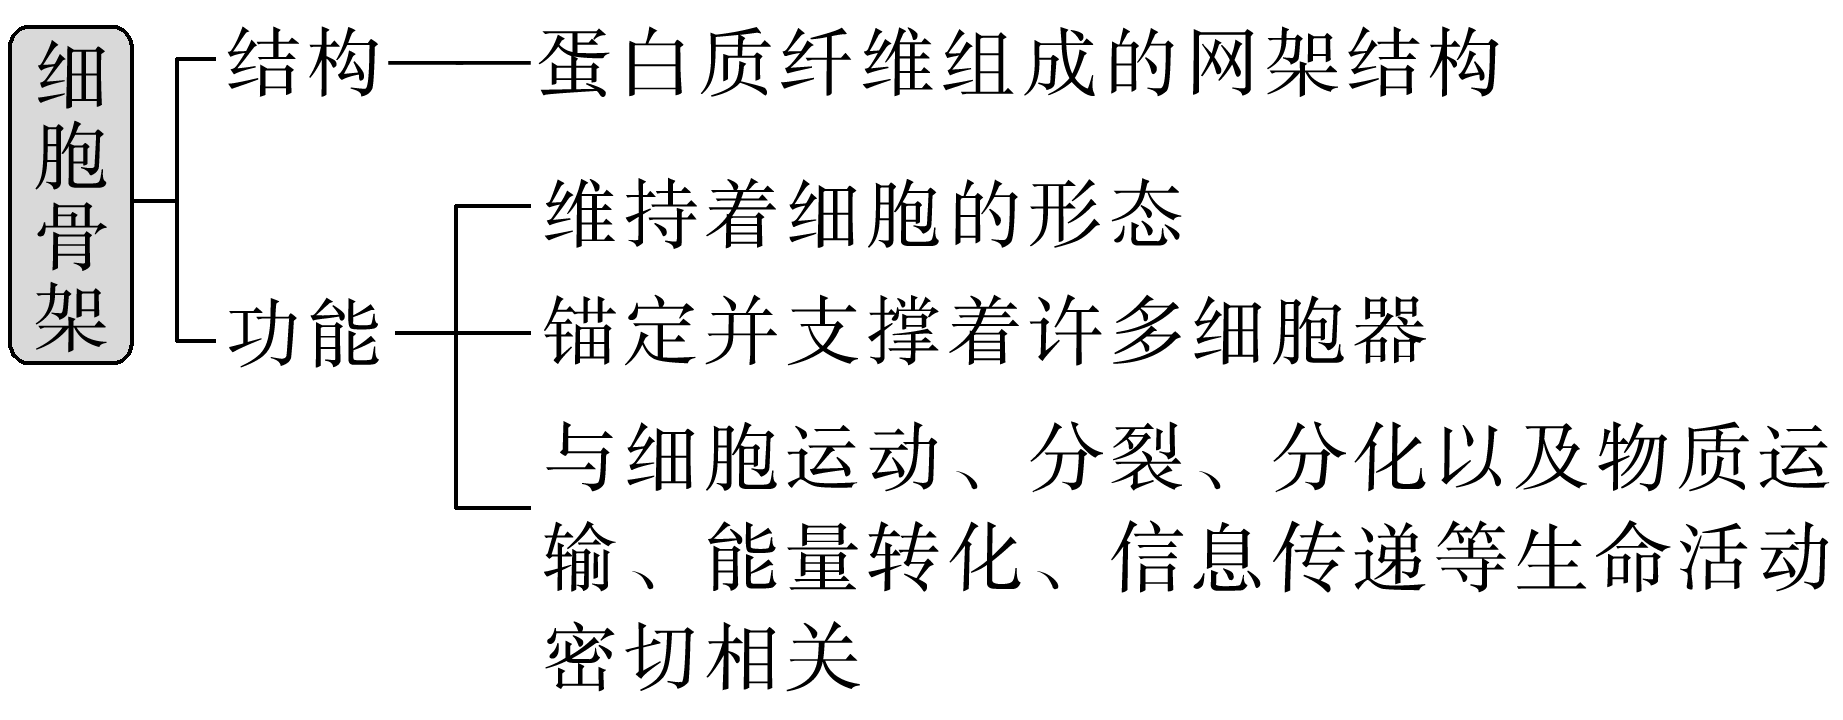 细胞骨架
结构
蛋白质纤维组成的网架结构
功能
维持着细胞的形态
锚定并支撑着许多细胞器
与细胞运动、分裂、分化以及物质运
输、能量转化、信息传递等生命活动
密切相关